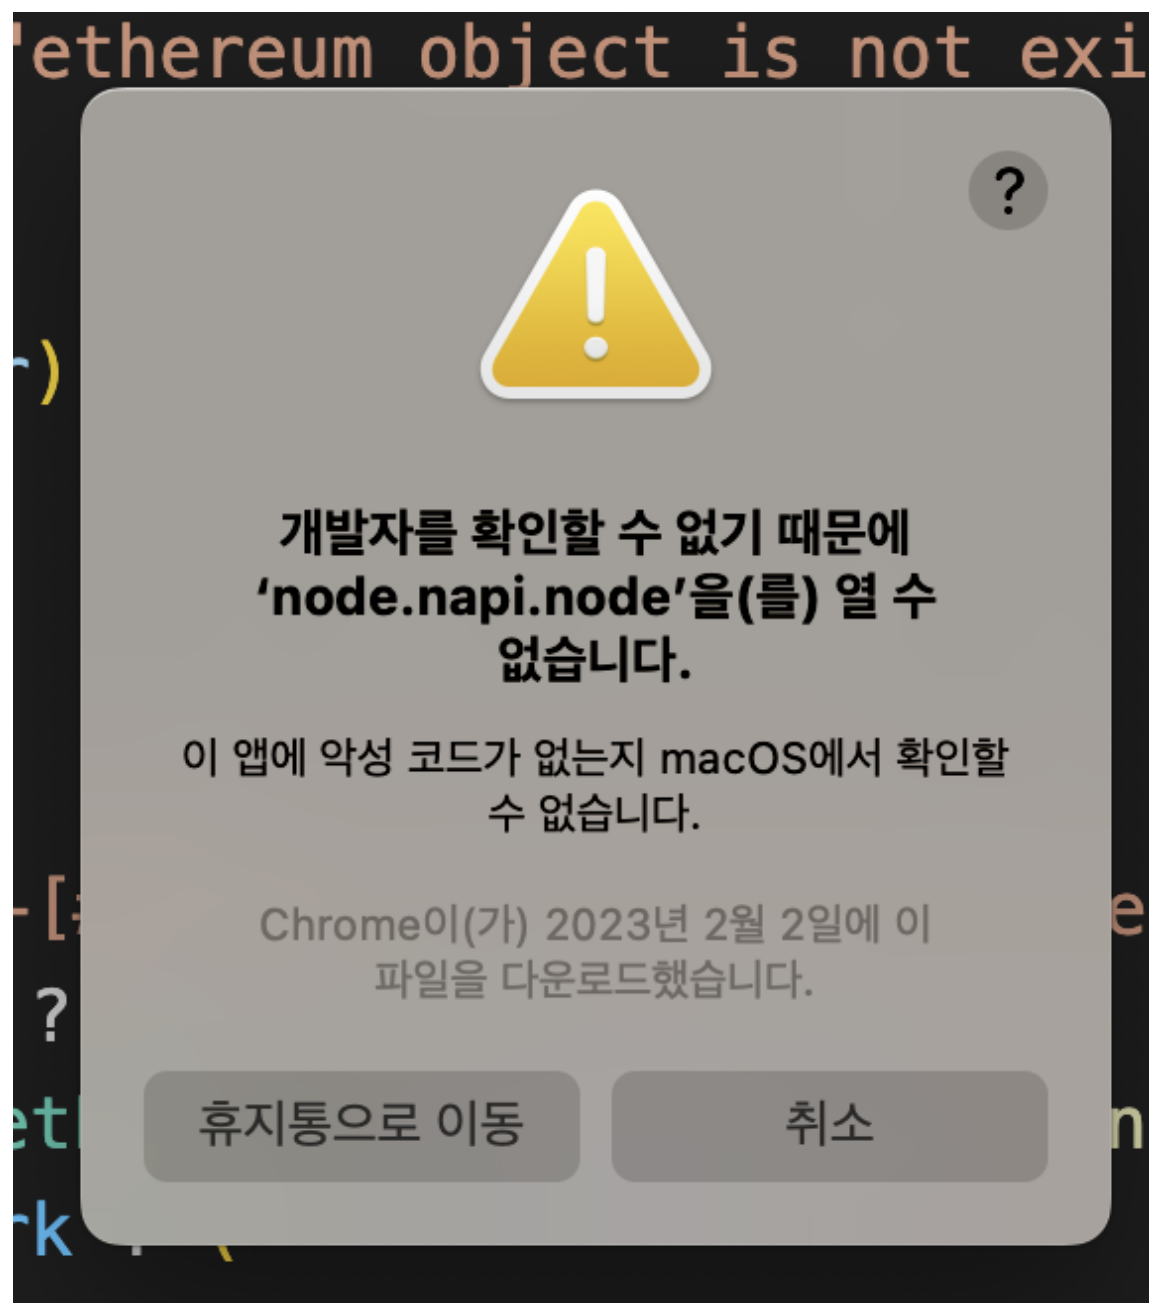 'ethereum object is not exi
?
r)
개발자를 확인할 수 없기 때문에
‘node.napi.node’을(를) 열 수
없습니다.
이 앱에 악성 코드가 없는지 macOS에서 확인할
수 없습니다.
-[
e
Chrome이(가) 2023년 2월 2일에 이
파일을 다운로드했습니다.
?
휴지통으로 이동
취소
et
n
rk
(